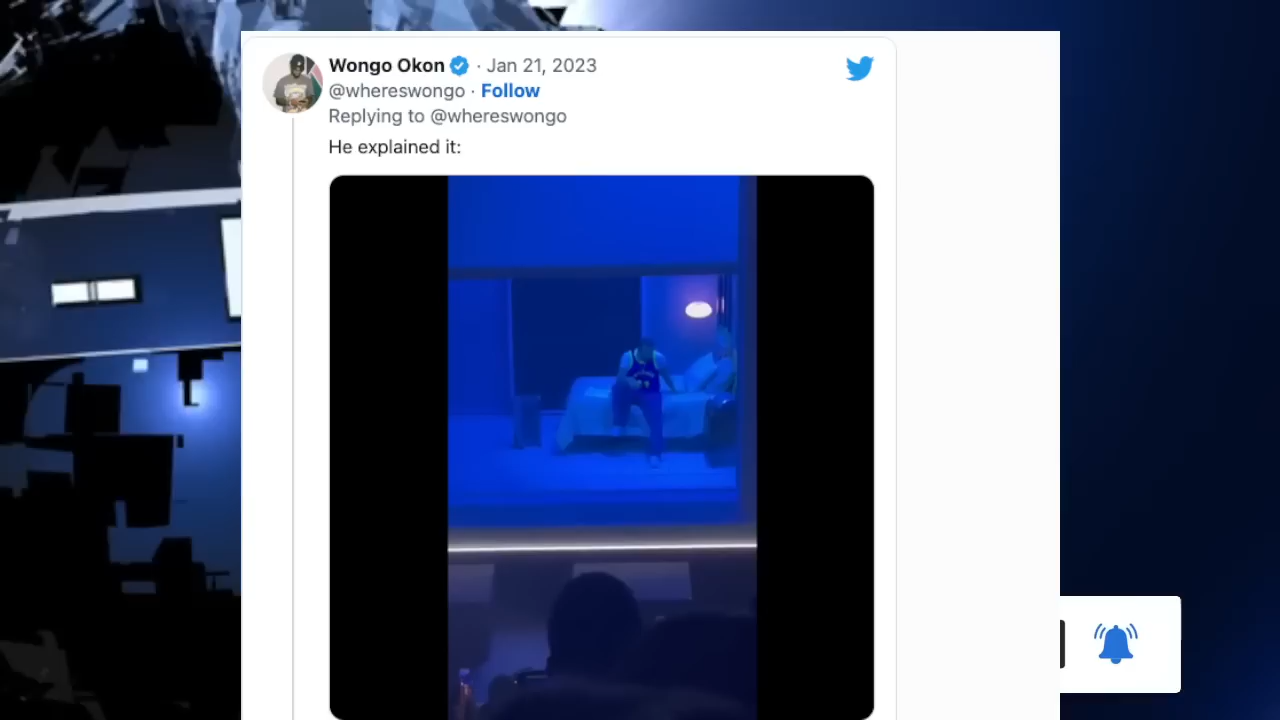 Wongo Okon · Jan 21, 2023
@whereswongo · Follow
Replying to @whereswongo
He explained it: